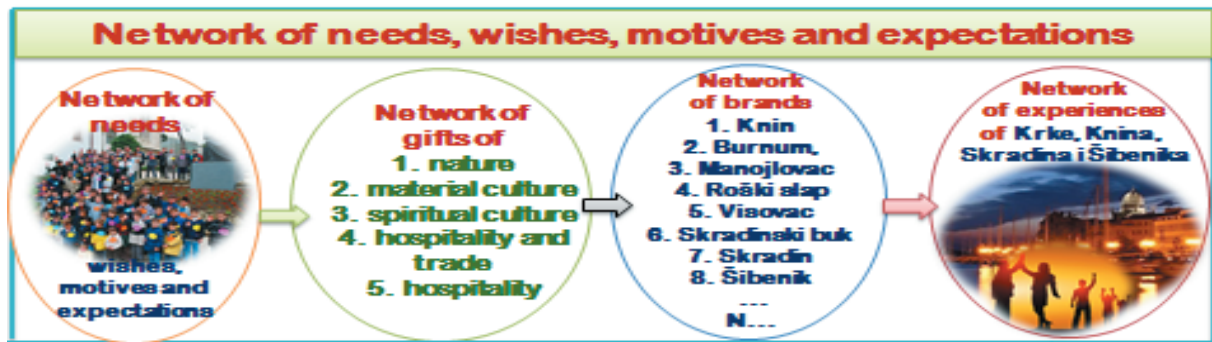 Network of needs, wishes, motives and expectations
Network of
needs
wishes,
motives and
expectations
Network of
gifts of
1. nature
2. material culture
3. spiritual culture
4. hospitality and
trade
5. hospitality
Network
of brands
1. Knin
2. Burnum,
3. Manojlovac
4. Roški slap
5. Visovac
6. Skradinski buk
7. Skradin
8. Šibenik
...
N...
Network
of experiences
of Krke, Knina,
Skradina i Šibenika